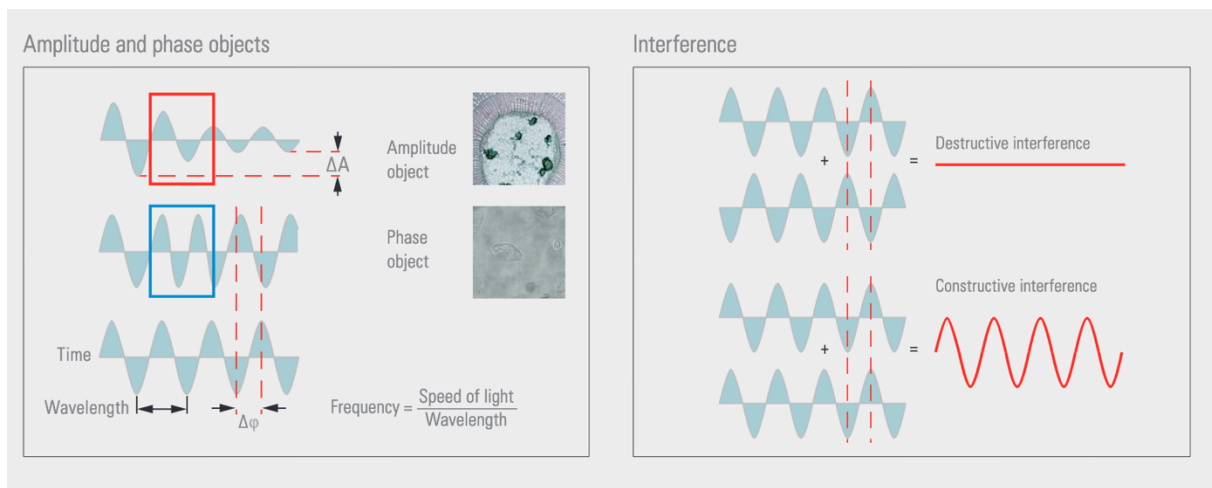 Amplitude and phase objects
ΔA
Amplitude
object
Phase
object
Time
Wavelength
Δφ
Frequency = Speed of light
Wavelength
Interference
+
=
Destructive interference
+
=
Constructive interference